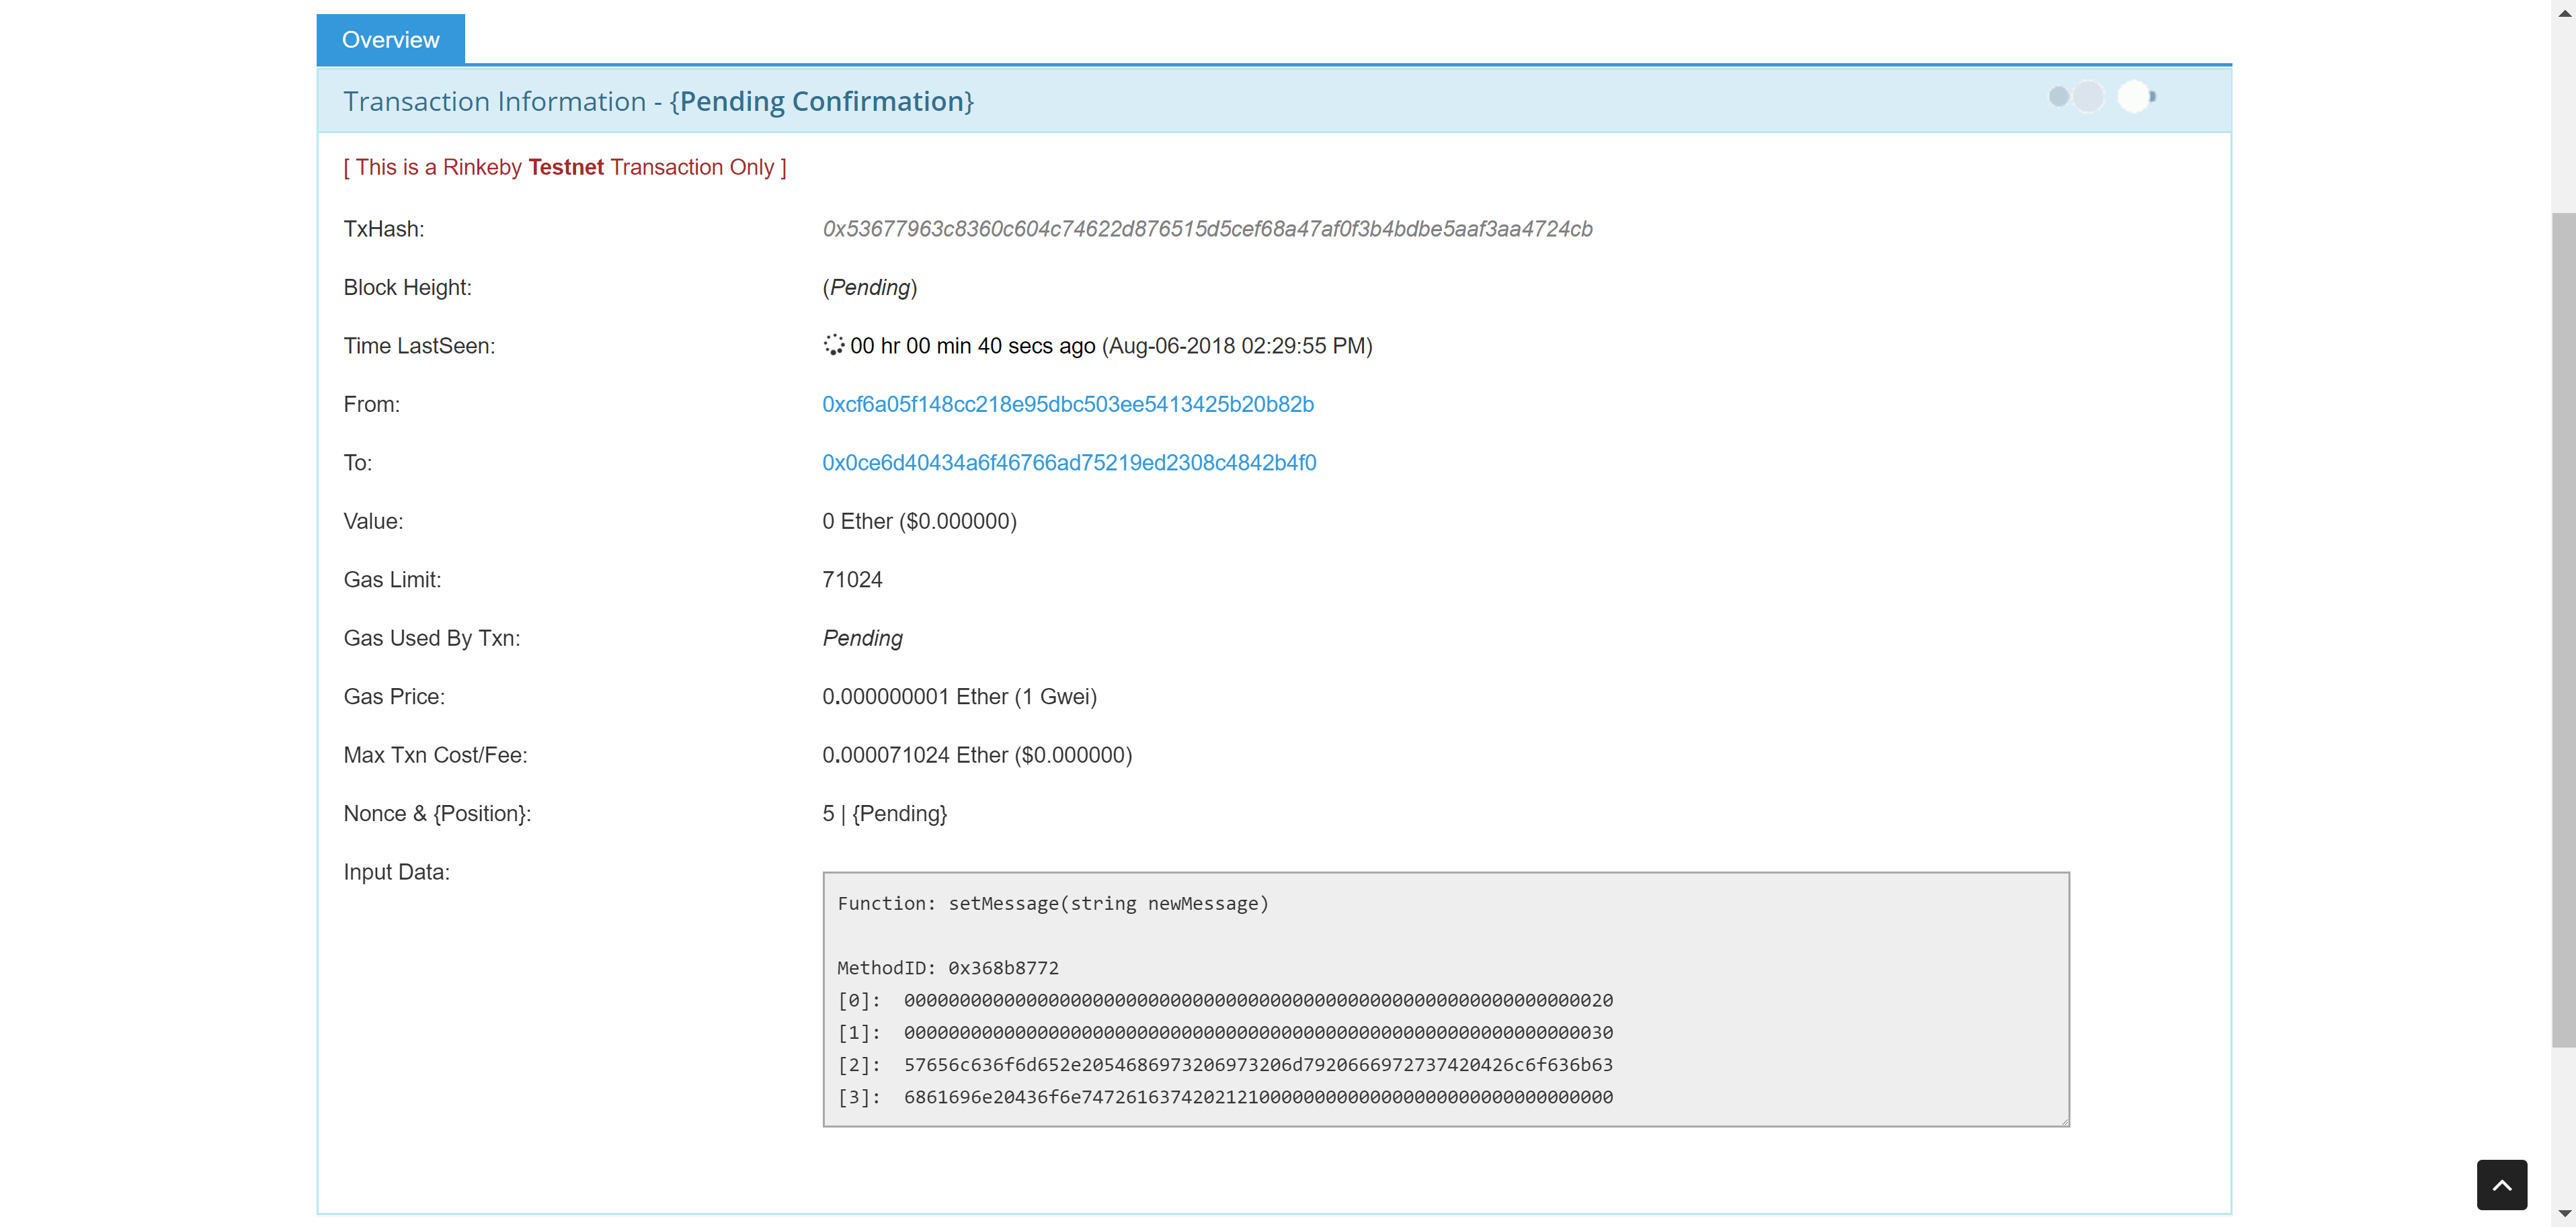 Overview
Transaction Information - {Pending Confirmation}
[ This is a Rinkeby Testnet Transaction Only ]
TxHash: 0x53677963c8360c604c74622d876515d5cef68a47af0f3b4bdbe5aaf3aa4724cb
Block Height: (Pending)
Time LastSeen: 00 hr 00 min 40 secs ago (Aug-06-2018 02:29:55 PM)
From: 0xcf6a05f148cc218e95dbc503ee5413425b20b82b
To: 0x0ce6d40434a6f46766ad75219ed2308c4842b4f0
Value: 0 Ether ($0.000000)
Gas Limit: 71024
Gas Used By Txn: Pending
Gas Price: 0.000000001 Ether (1 Gwei)
Max Txn Cost/Fee: 0.000071024 Ether ($0.000000)
Nonce & {Position}: 5 | {Pending}
Input Data:
Function: setMessage(string newMessage)
MethodID: 0x368b8772
[0]: 0000000000000000000000000000000000000000000000000000000000000020
[1]: 0000000000000000000000000000000000000000000000000000000000000030
[2]: 57656c636f6d652e2054686973206973206d7920666972737420426c6f636b63
[3]: 6861696e20436f6e747261637420212100000000000000000000000000000000